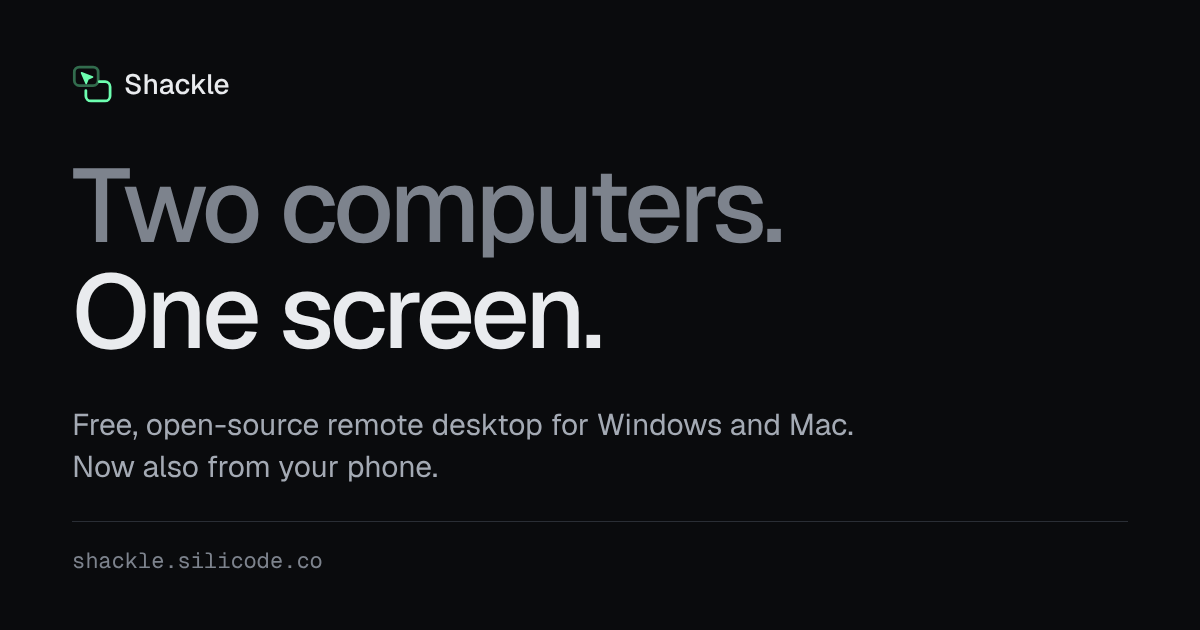 Shackle
Two computers.
One screen.
Free, open-source remote desktop for Windows and Mac.
Now also from your phone.
shackle.silicode.co